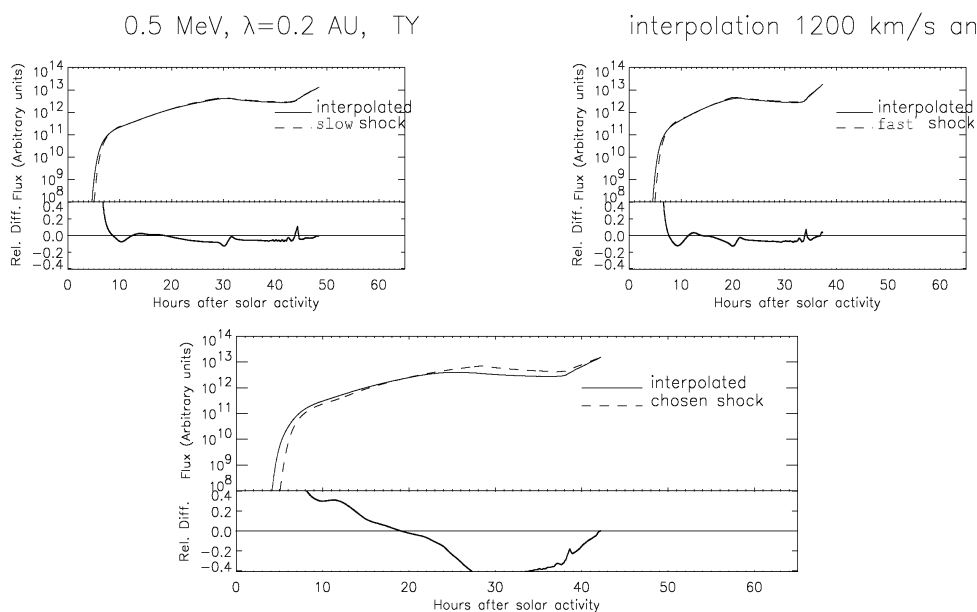 0.5 MeV, λ=0.2 AU, TY
interpolation 1200 km/s an
Flux (Arbitrary units)
10^14
10^13
10^12
10^11
10^10
10^9
10^8
interpolated
slow shock
Rel. Diff.
0.4
0.2
0.0
−0.2
−0.4
0 10 20 30 40 50 60
Hours after solar activity
Flux (Arbitrary units)
10^14
10^13
10^12
10^11
10^10
10^9
10^8
interpolated
fast shock
Rel. Diff.
0.4
0.2
0.0
−0.2
−0.4
0 10 20 30 40 50 60
Hours after solar activity
Flux (Arbitrary units)
10^14
10^13
10^12
10^11
10^10
10^9
10^8
interpolated
chosen shock
Rel. Diff.
0.4
0.2
0.0
−0.2
−0.4
0 10 20 30 40 50 60
Hours after solar activity